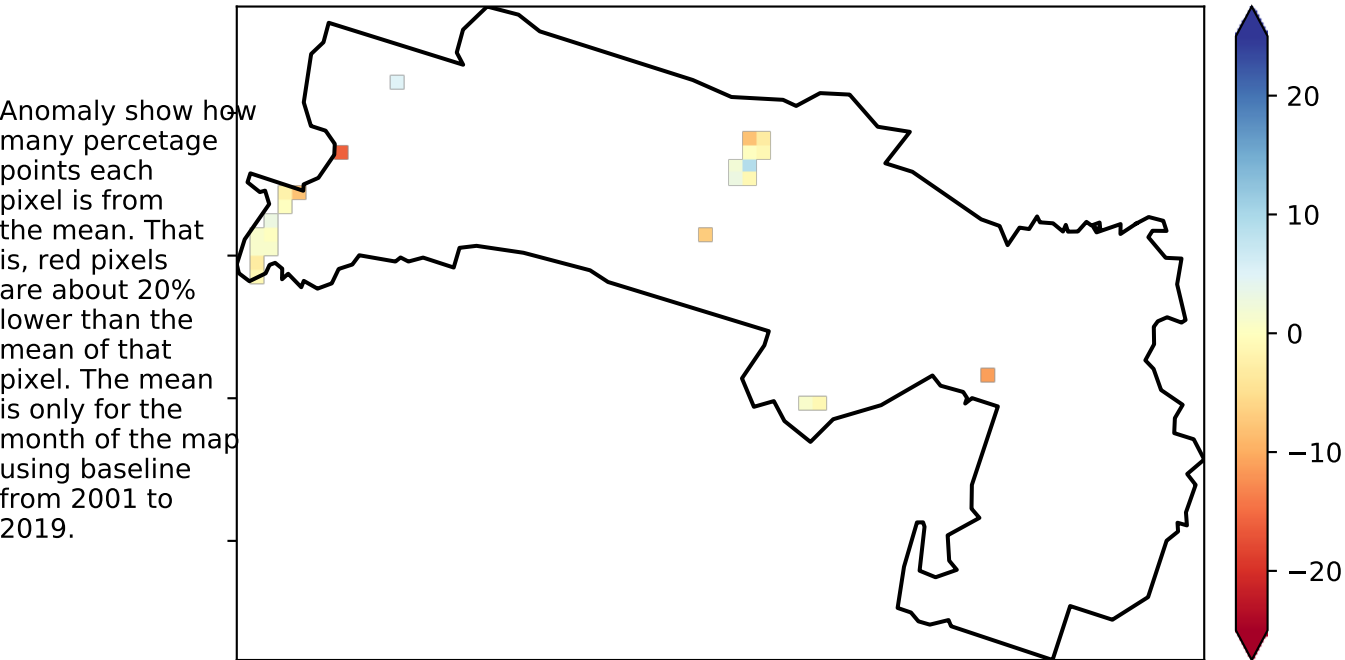 Anomaly show how
many percetage
points each
pixel is from
the mean. That
is, red pixels
are about 20%
lower than the
mean of that
pixel. The mean
is only for the
month of the map
using baseline
from 2001 to
2019.
20
10
0
−10
−20